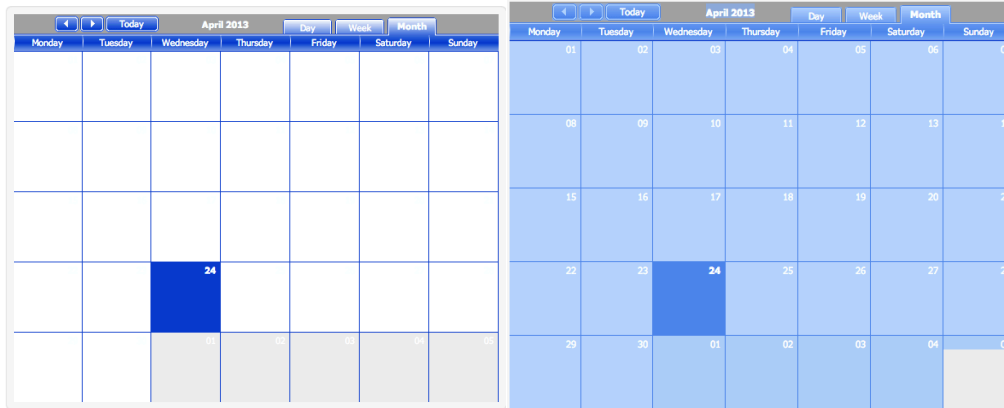 Today April 2013 Day Week Month
Monday Tuesday Wednesday Thursday Friday Saturday Sunday
24
01 02 03 04 05
Today April 2013 Day Week Month
Monday Tuesday Wednesday Thursday Friday Saturday Sunday
01 02 03 04 05 06
08 09 10 11 12 13
15 16 17 18 19 20
22 23 24 25 26 27
29 30 01 02 03 04